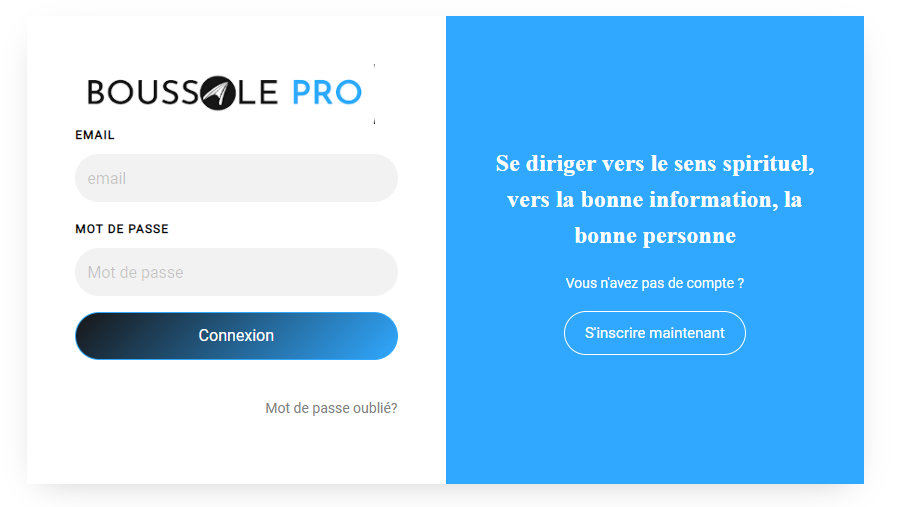 BOUSSOLE PRO
EMAIL
email
MOT DE PASSE
Mot de passe
Connexion
Mot de passe oublié?
Se diriger vers le sens spirituel,
vers la bonne information, la
bonne personne
Vous n'avez pas de compte ?
S'inscrire maintenant